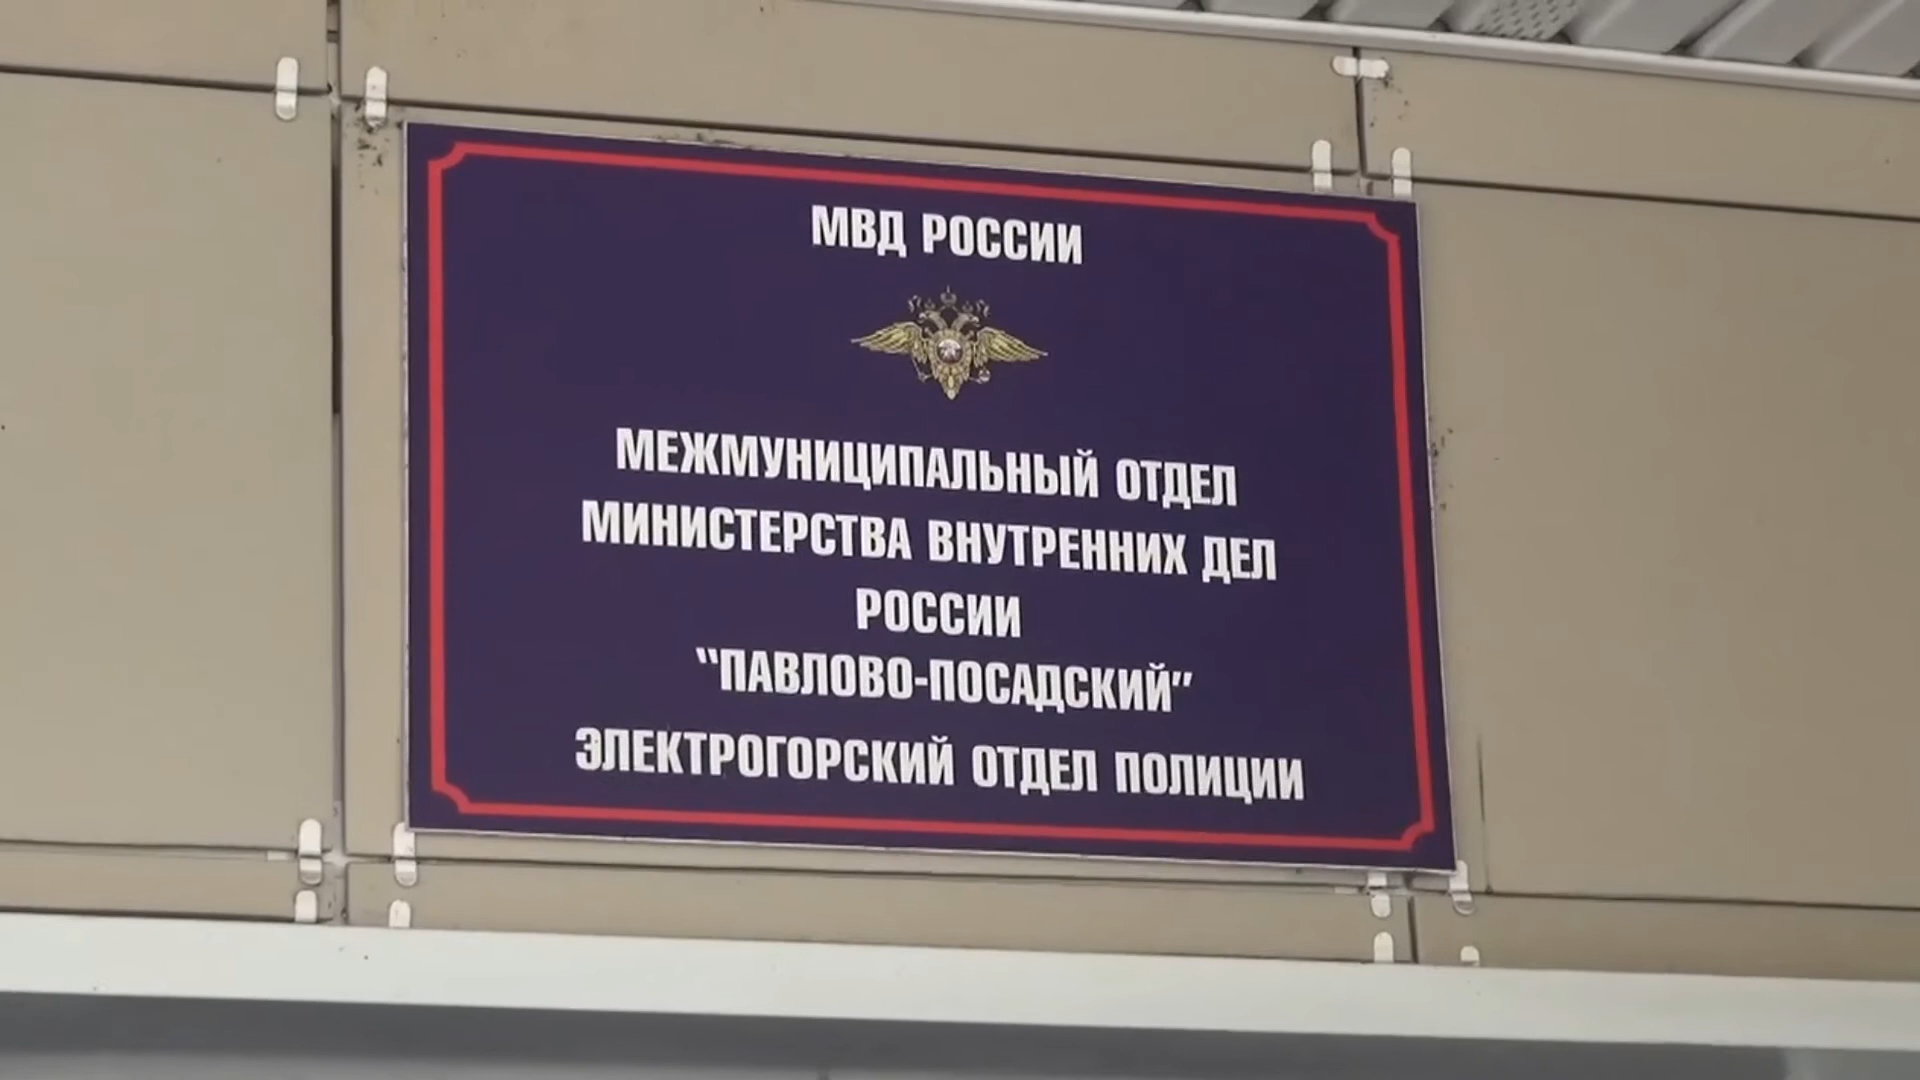 МВД РОССИИ
МЕЖМУНИЦИПАЛЬНЫЙ ОТДЕЛ
МИНИСТЕРСТВА ВНУТРЕННИХ ДЕЛ
РОССИИ
“ПАВЛОВО-ПОСАДСКИЙ”
ЭЛЕКТРОГОРСКИЙ ОТДЕЛ ПОЛИЦИИ